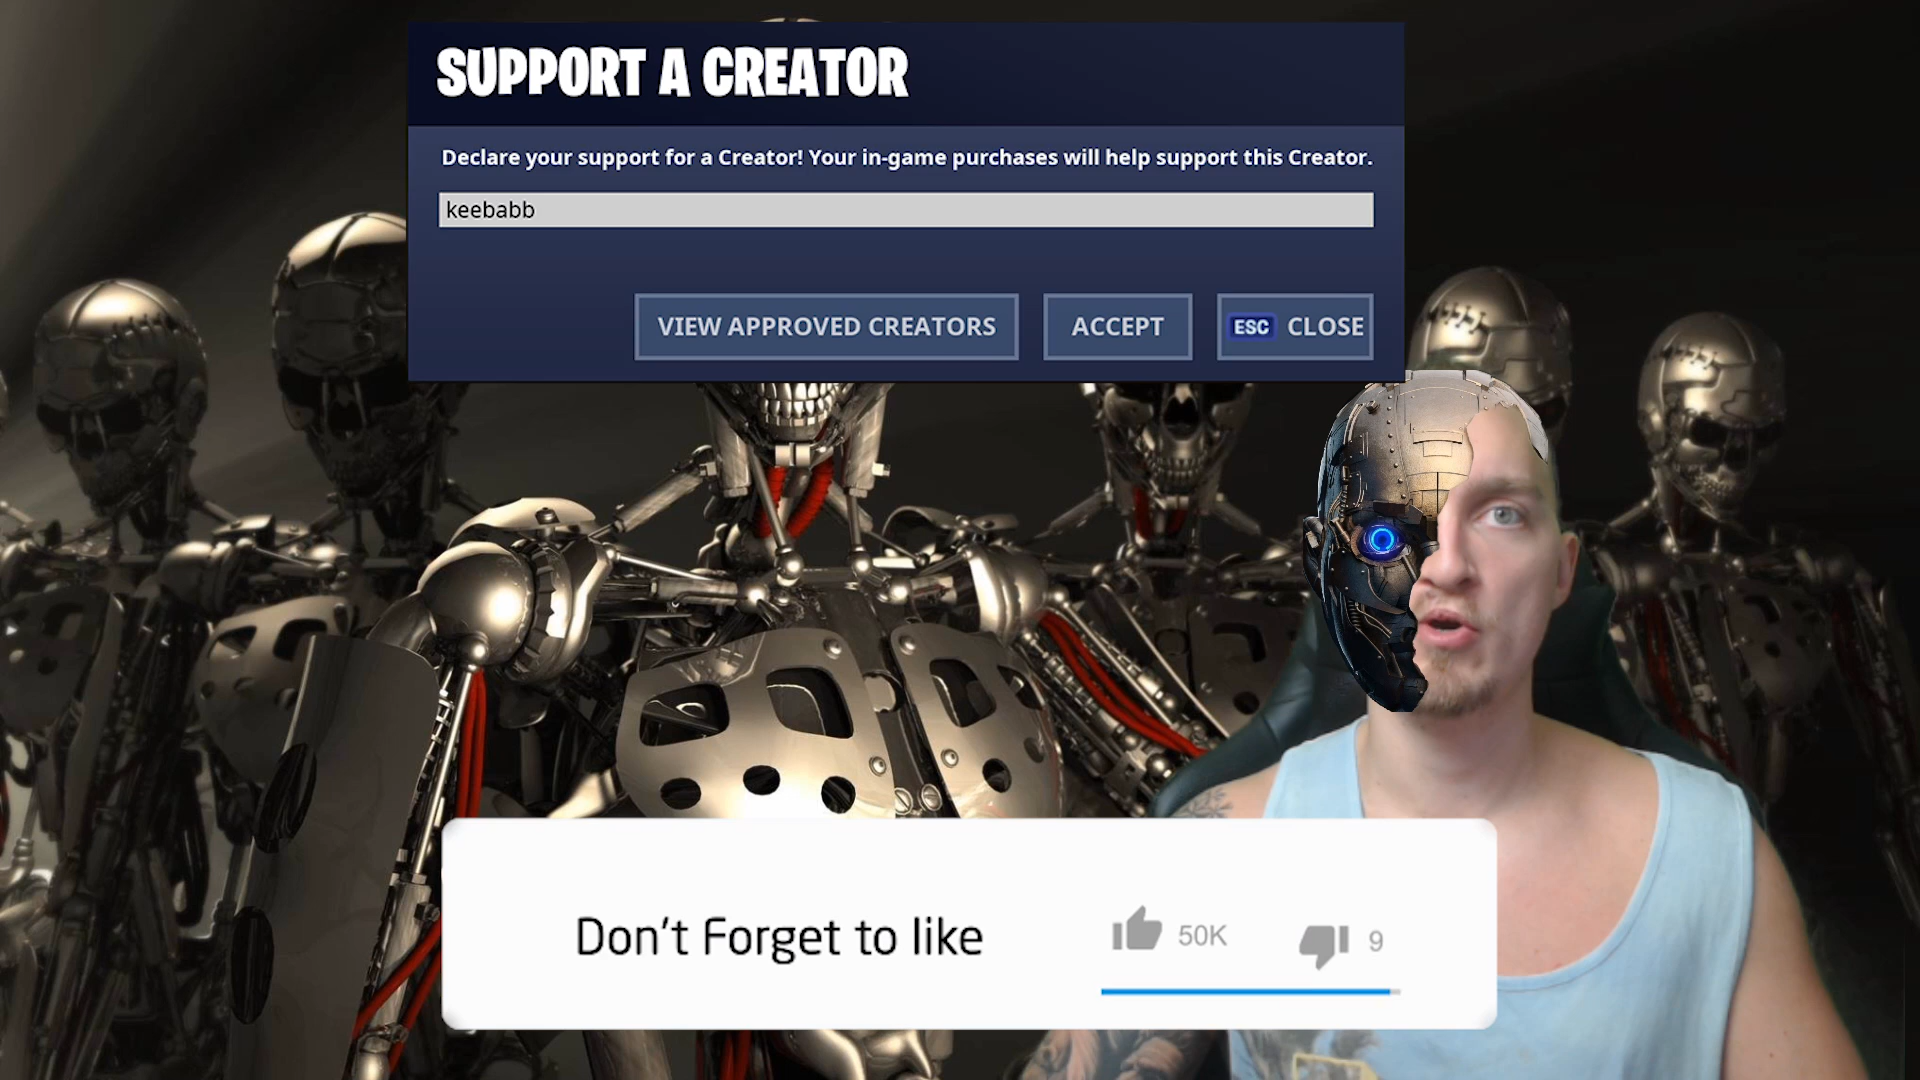 SUPPORT A CREATOR
Declare your support for a Creator! Your in-game purchases will help support this Creator.
keebabb
VIEW APPROVED CREATORS ACCEPT ESC CLOSE
Don't Forget to like 50K 9